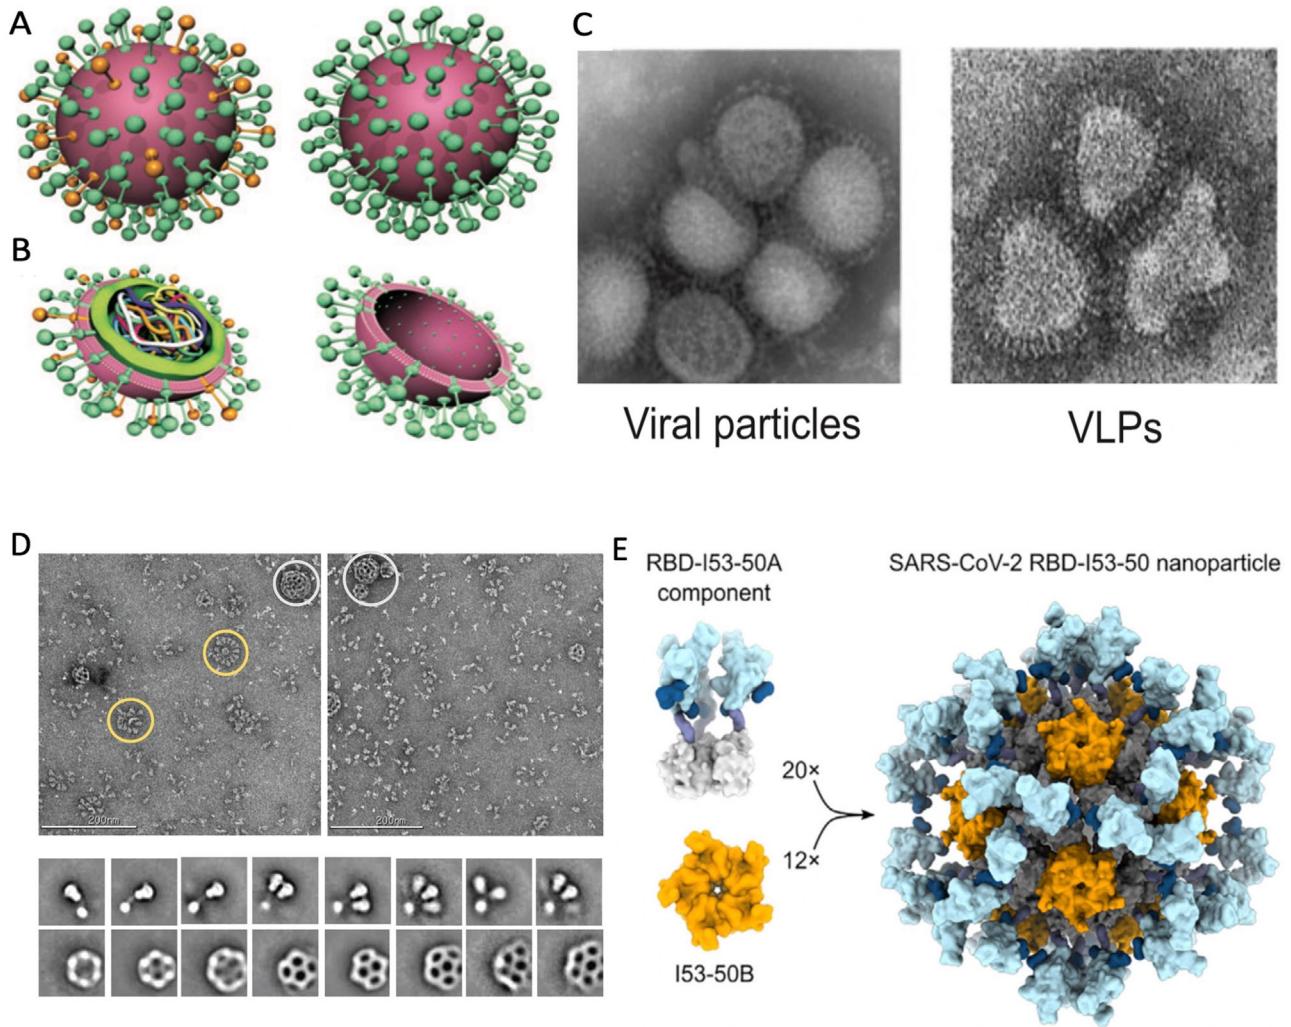 A
B
C
Viral particles
VLPs
D
200nm
200nm
E
RBD-I53-50A
component
SARS-CoV-2 RBD-I53-50 nanoparticle
20×
12×
I53-50B